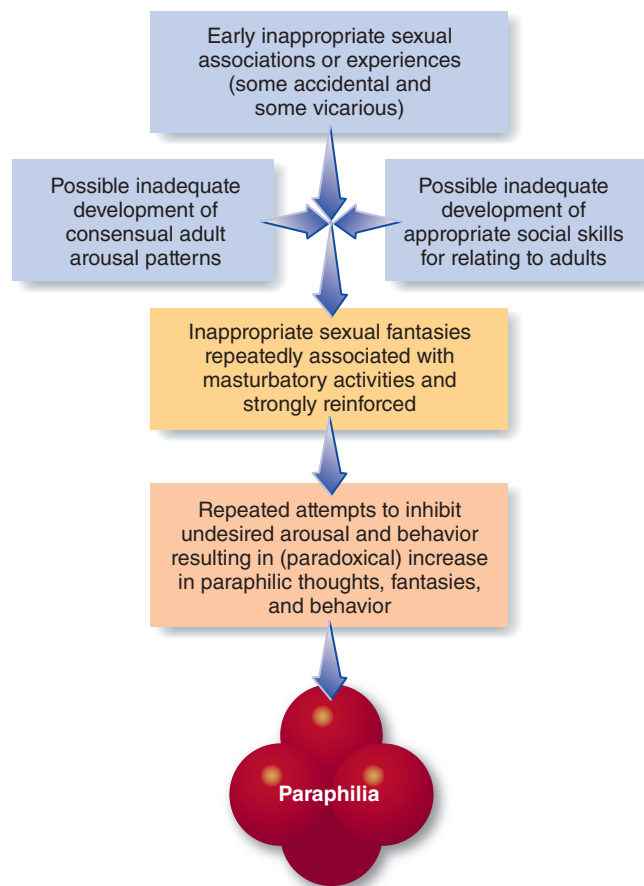 Early inappropriate sexual
associations or experiences
(some accidental and
some vicarious)
Possible inadequate
development of
consensual adult
arousal patterns
Possible inadequate
development of
appropriate social skills
for relating to adults
Inappropriate sexual fantasies
repeatedly associated with
masturbatory activities and
strongly reinforced
Repeated attempts to inhibit
undesired arousal and behavior
resulting in (paradoxical) increase
in paraphilic thoughts, fantasies,
and behavior
Paraphilia